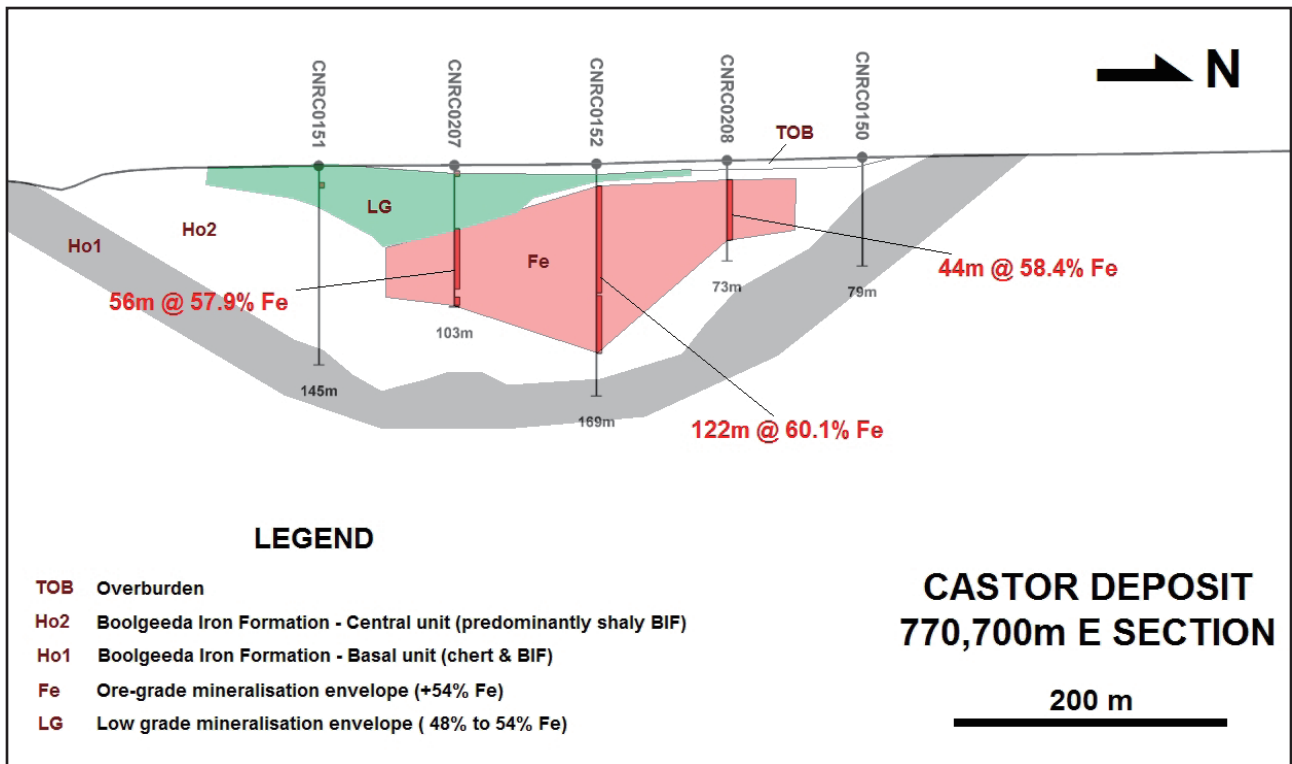 CNRC0151
CNRC0207
CNRC0152
CNRC0208
CNRC0150
N
TOB
LG
Ho2
Ho1
Fe
44m @ 58.4% Fe
56m @ 57.9% Fe
73m
79m
103m
145m
169m
122m @ 60.1% Fe
LEGEND
TOB Overburden
Ho2 Boolgeeda Iron Formation - Central unit (predominantly shaly BIF)
Ho1 Boolgeeda Iron Formation - Basal unit (chert & BIF)
Fe Ore-grade mineralisation envelope (+54% Fe)
LG Low grade mineralisation envelope ( 48% to 54% Fe)
CASTOR DEPOSIT
770,700m E SECTION
200 m